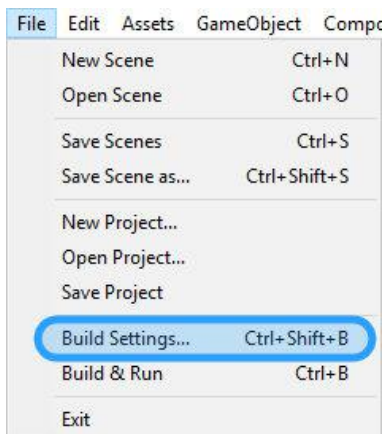 File Edit Assets GameObject Compo
New Scene Ctrl+N
Open Scene Ctrl+O
Save Scenes Ctrl+S
Save Scene as... Ctrl+Shift+S
New Project...
Open Project...
Save Project
Build Settings... Ctrl+Shift+B
Build & Run Ctrl+B
Exit